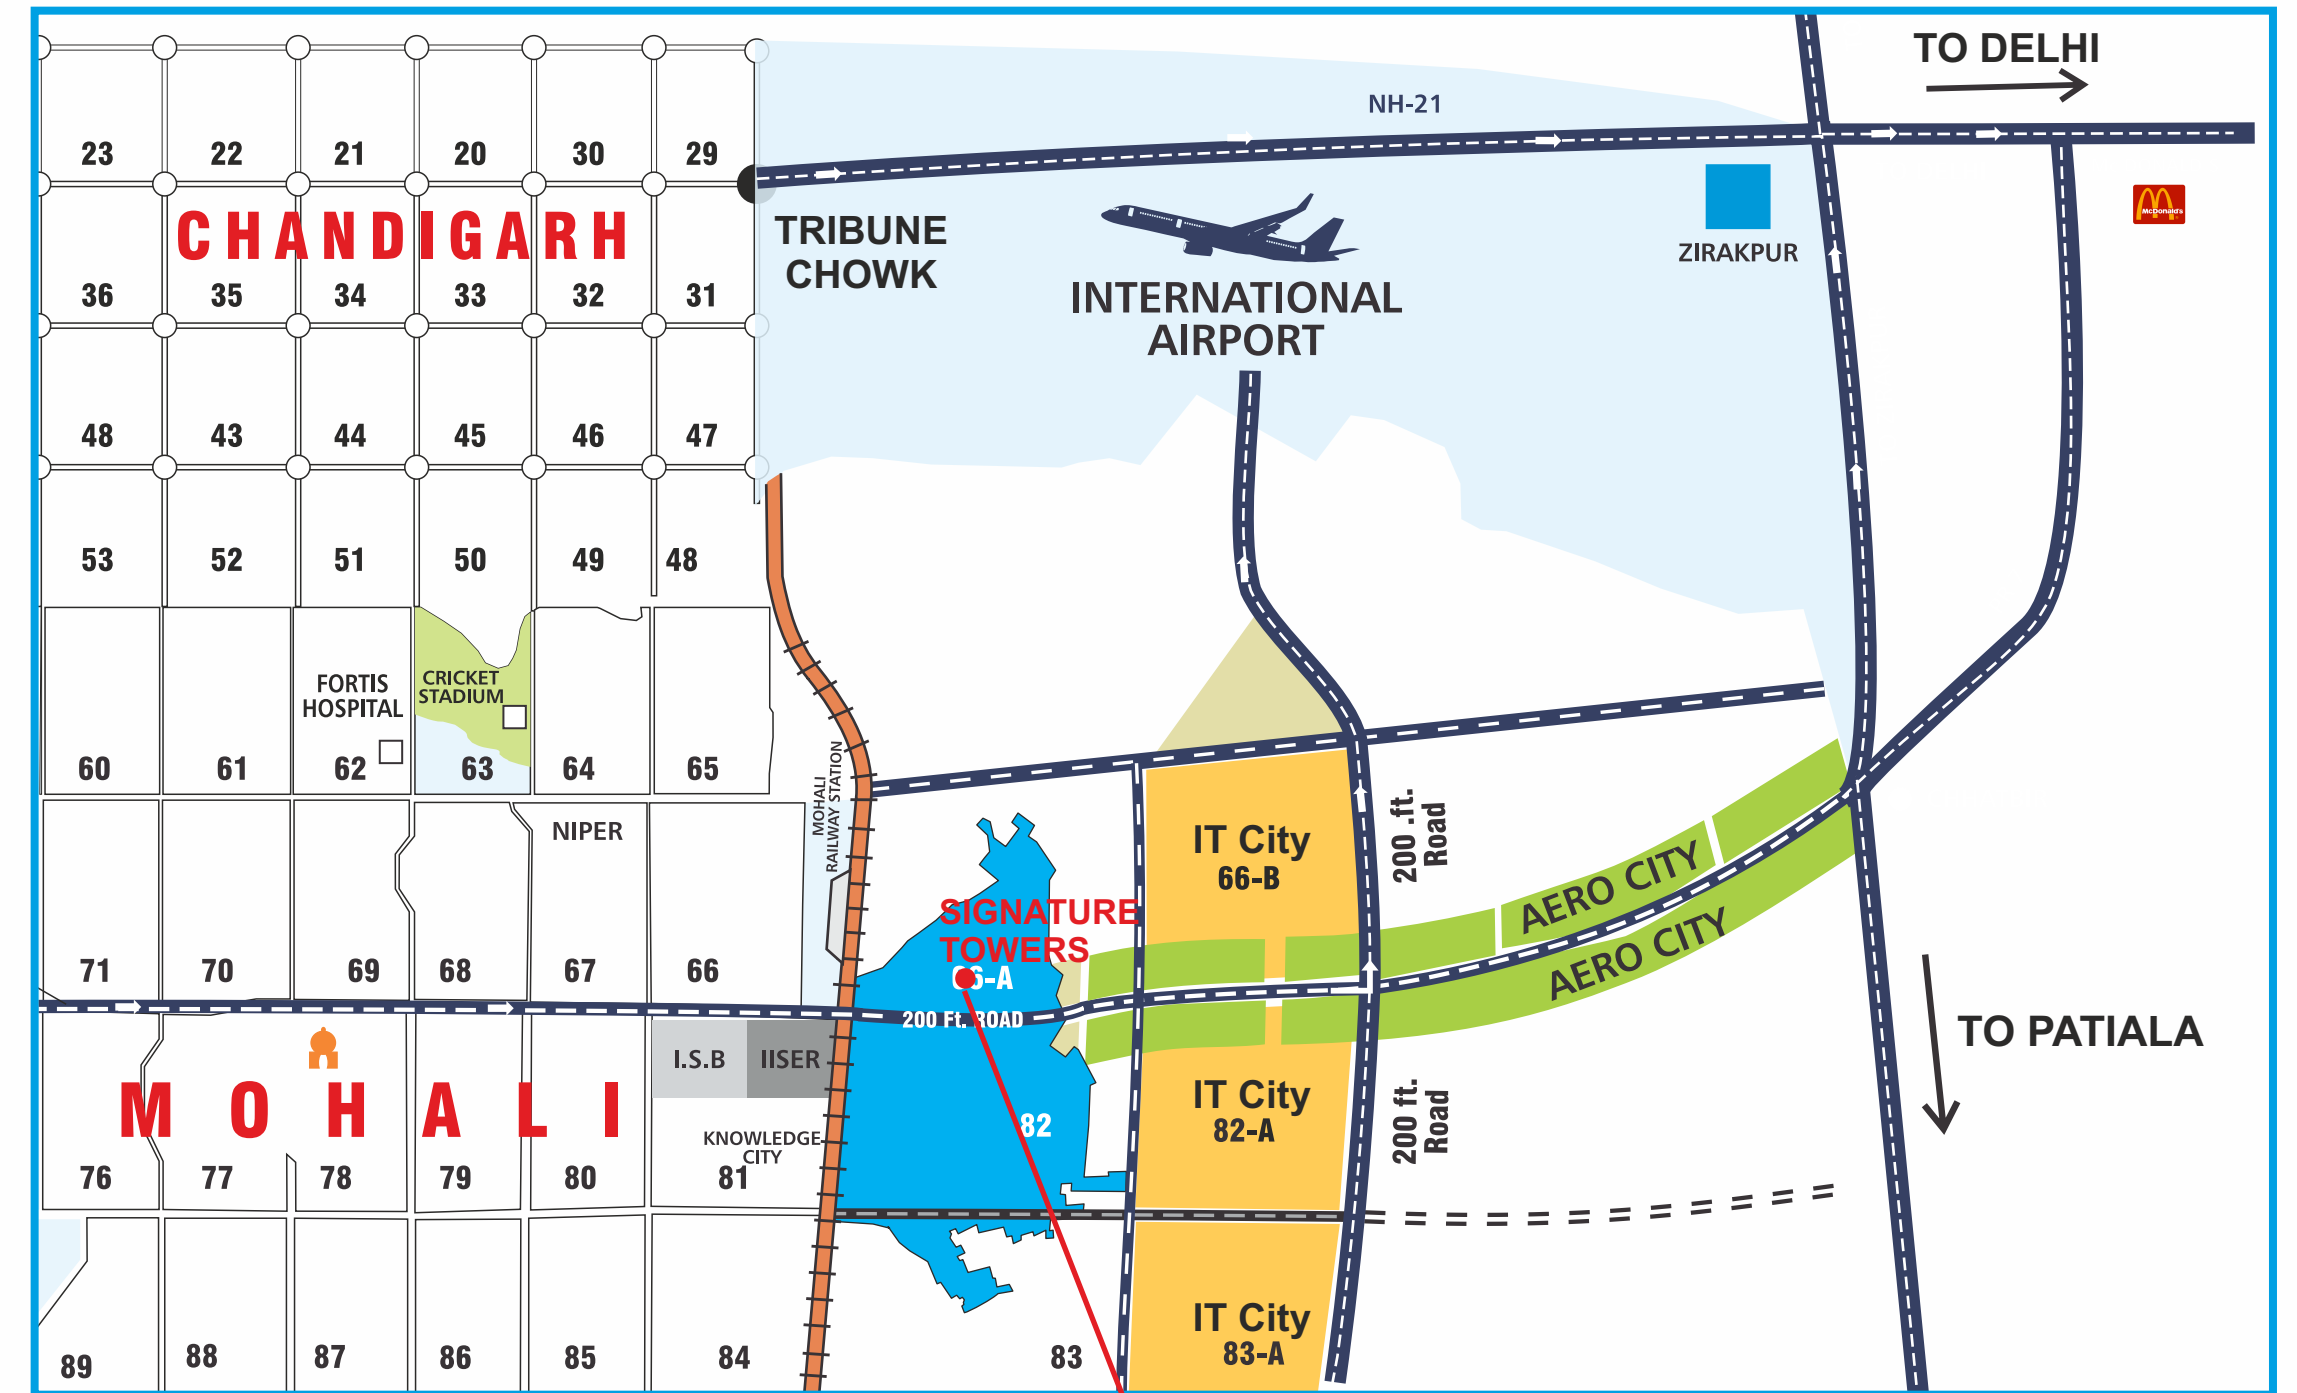 TO DELHI
NH-21
23 22 21 20 30 29
CHANDIGARH
TRIBUNE
CHOWK
McDonald's
ZIRAKPUR
36 35 34 33 32 31
INTERNATIONAL
AIRPORT
48 43 44 45 46 47
53 52 51 50 49 48
FORTIS
HOSPITAL
CRICKET
STADIUM
60 61 62 63 64 65
MOHALI
RAILWAY STATION
NIPER
IT City
66-B
200 .ft.
Road
AERO CITY
AERO CITY
SIGNATURE
TOWERS
71 70 69 68 67 66
-A
200 Ft. ROAD
I.S.B
IISER
TO PATIALA
MOHALI
KNOWLEDGE
CITY
82
IT City
82-A
200 ft.
Road
76 77 78 79 80 81
IT City
83-A
89 88 87 86 85 84 83